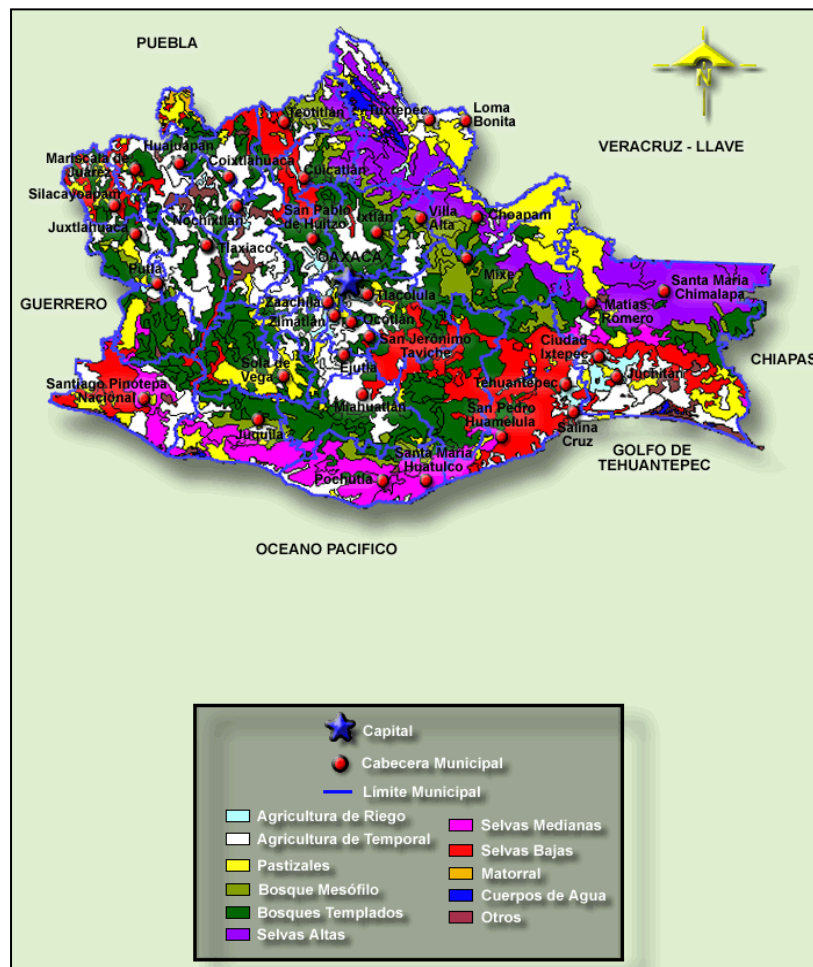 PUEBLA
N
Teotitlán
Tuxtepec
Loma
Bonita
VERACRUZ - LLAVE
Huajuapan
Mariscala de
Juárez
Coixtlahuaca
Cuicatlán
Silacayoapam
Nochixtlán
San Pablo
de Huitzo
Ixtlán
Villa
Alta
Choapam
Juxtlahuaca
Tlaxiaco
OAXACA
Mixe
Putla
Santa María
Chimalapa
GUERRERO
Zaachila
Tlacolula
Matías
Romero
Zimatlán
Ocotlán
San Jerónimo
Taviche
Ciudad
Ixtepec
CHIAPAS
Ejutla
Sola de
Vega
Juchitán
Santiago Pinotepa
Nacional
Tehuantepec
Miahuatlán
San Pedro
Huamelula
Salina
Cruz
Juquila
GOLFO DE
TEHUANTEPEC
Santa María
Huatulco
Pochutla
OCEANO PACIFICO
Capital
Cabecera Municipal
Límite Municipal
Agricultura de Riego
Agricultura de Temporal
Pastizales
Bosque Mesófilo
Bosques Templados
Selvas Altas
Selvas Medianas
Selvas Bajas
Matorral
Cuerpos de Agua
Otros